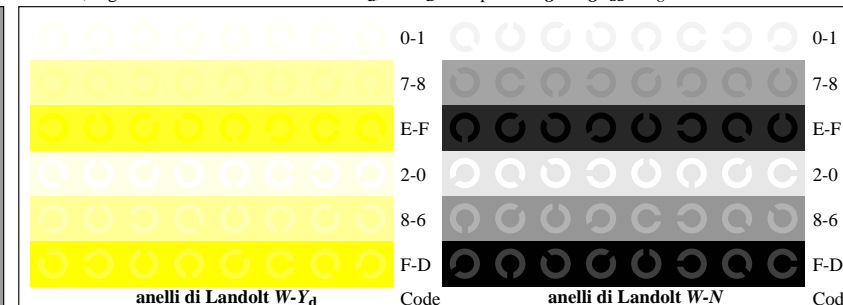 0-1
7-8
E-F
2-0
8-6
F-D
anelli di Landolt W-Yd Code
0-1
7-8
E-F
2-0
8-6
F-D
anelli di Landolt W-N